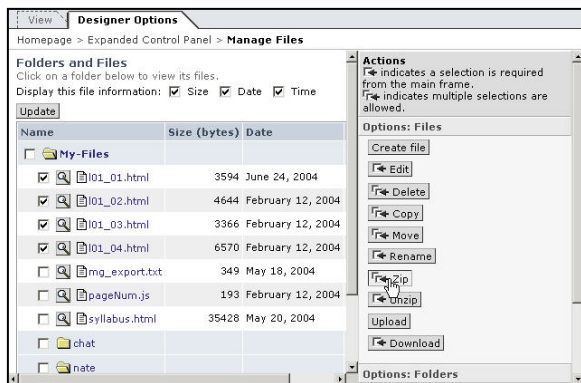 View
Designer Options
Homepage > Expanded Control Panel > Manage Files
Folders and Files
Click on a folder below to view its files.
Display this file information: Size Date Time
Update
Name Size (bytes) Date
My-Files
l01_01.html 3594 June 24, 2004
l01_02.html 4644 February 12, 2004
l01_03.html 3366 February 12, 2004
l01_04.html 6570 February 12, 2004
mg_export.txt 349 May 18, 2004
pageNum.js 193 February 12, 2004
syllabus.html 35428 May 20, 2004
chat
nate
Actions
indicates a selection is required
from the main frame.
indicates multiple selections are
allowed.
Options: Files
Create file
Edit
Delete
Copy
Move
Rename
Zip
Unzip
Upload
Download
Options: Folders